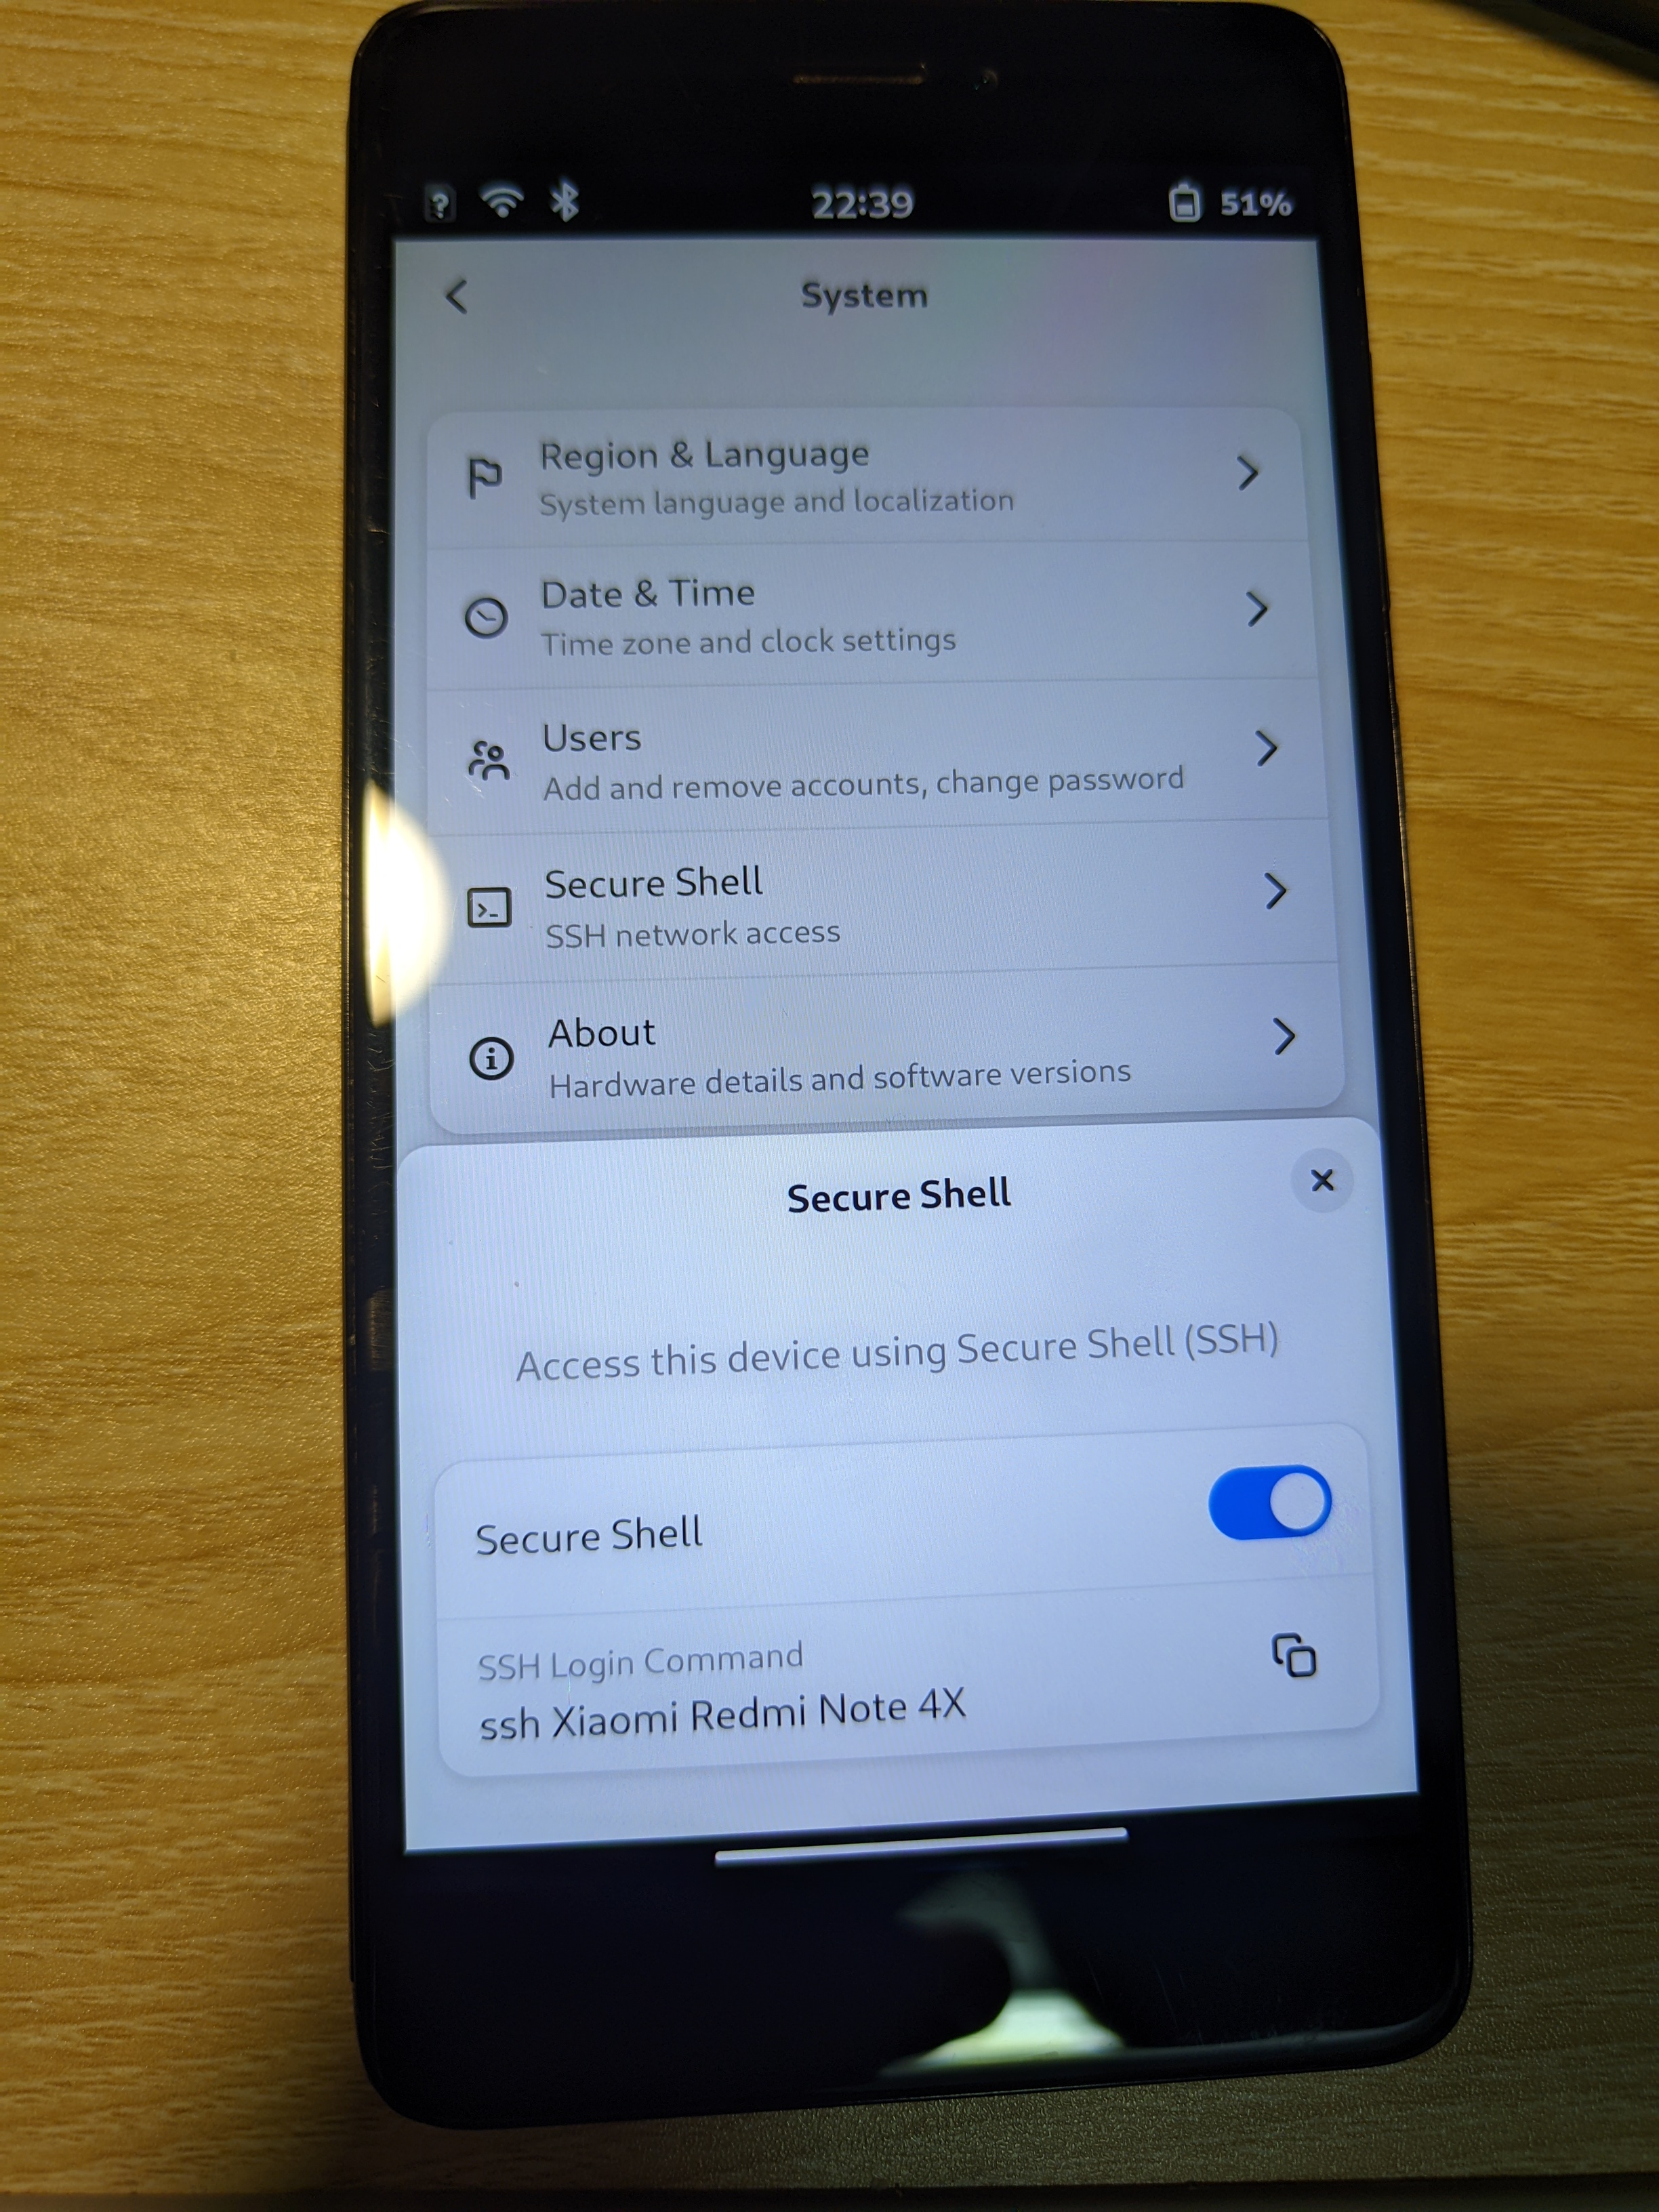 22:39
51%
System
Region & Language
System language and localization
Date & Time
Time zone and clock settings
Users
Add and remove accounts, change password
Secure Shell
SSH network access
About
Hardware details and software versions
Secure Shell
Access this device using Secure Shell (SSH)
Secure Shell
SSH Login Command
ssh Xiaomi Redmi Note 4X